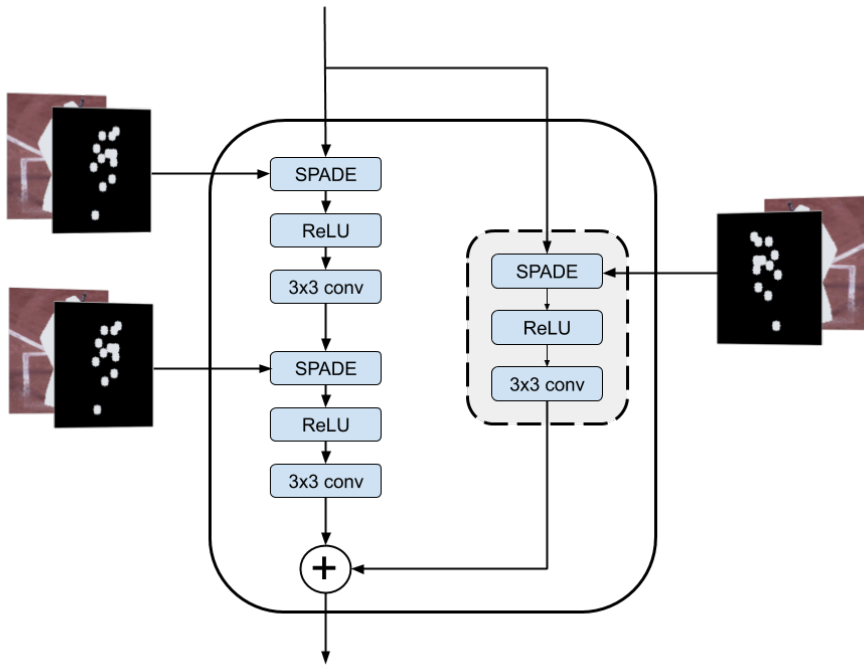 SPADE
ReLU
3x3 conv
SPADE
ReLU
3x3 conv
+
SPADE
ReLU
3x3 conv